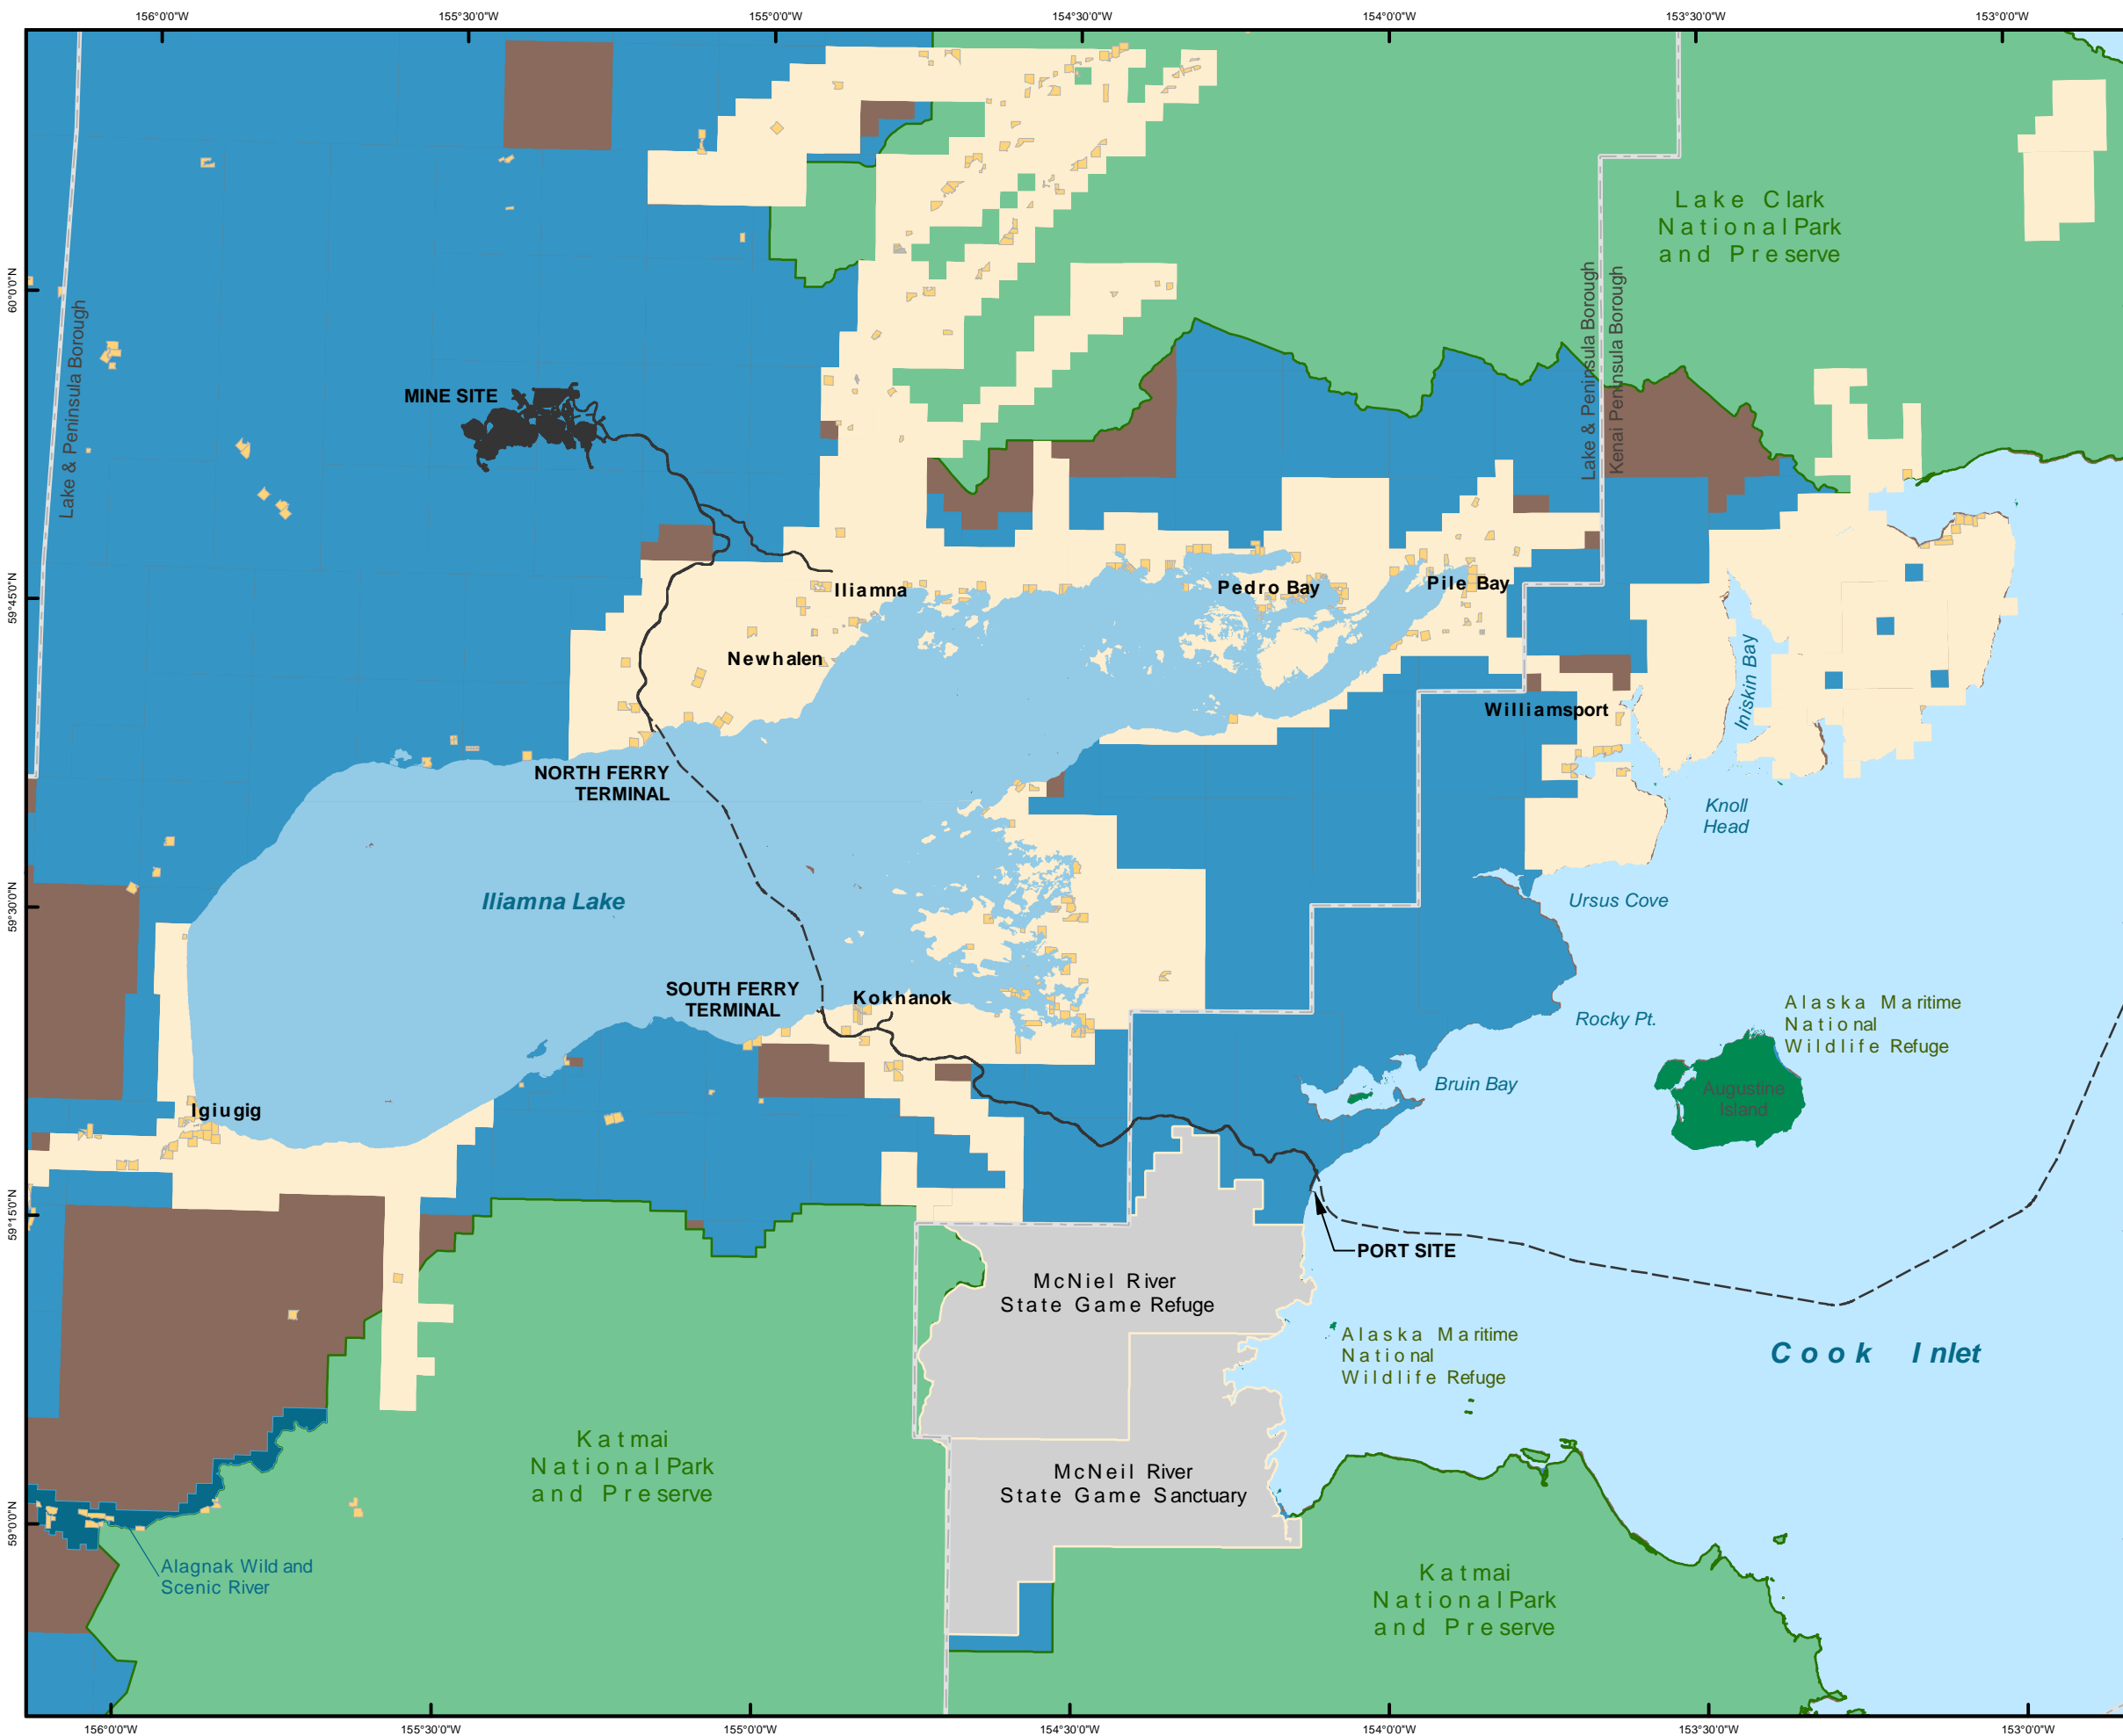 156°0'0"W
155°30'0"W
155°0'0"W
154°30'0"W
154°0'0"W
153°30'0"W
153°0'0"W
Lake Clark
National Park
and Preserve
60°0'0"N
Lake & Peninsula Borough
Lake & Peninsula Borough
Kenai Peninsula Borough
MINE SITE
59°45'0"N
Iliamna
Pedro Bay
Pile Bay
Newhalen
Iniskin Bay
Williamsport
NORTH FERRY
TERMINAL
Knoll
Head
59°30'0"N
Iliamna Lake
Ursus Cove
SOUTH FERRY
TERMINAL
Kokhanok
Rocky Pt.
Alaska Maritime
National
Wildlife Refuge
Bruin Bay
Augustine
Island
Igiugig
59°15'0"N
PORT SITE
McNiel River
State Game Refuge
Alaska Maritime
National
Wildlife Refuge
Cook Inlet
Katmai
National Park
and Preserve
McNeil River
State Game Sanctuary
59°0'0"N
Alagnak Wild and
Scenic River
Katmai
National Park
and Preserve
156°0'0"W
155°30'0"W
155°0'0"W
154°30'0"W
154°0'0"W
153°30'0"W
153°0'0"W